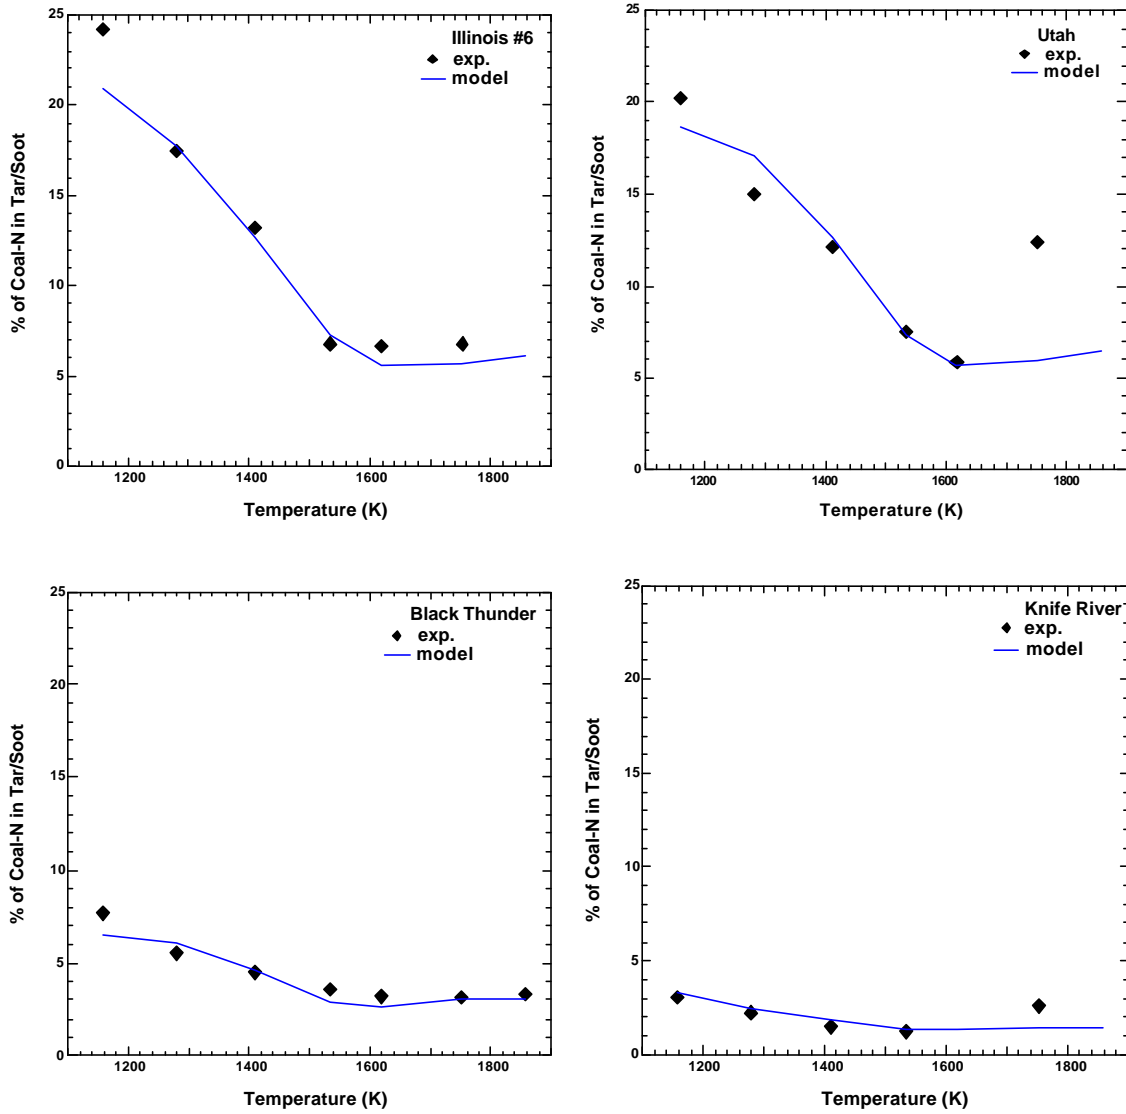 25
20
15
10
5
0
% of Coal-N in Tar/Soot
Illinois #6
exp.
model
1200
1400
1600
1800
Temperature (K)
25
20
15
10
5
0
% of Coal-N in Tar/Soot
Utah
exp.
model
1200
1400
1600
1800
Temperature (K)
25
20
15
10
5
0
% of Coal-N in Tar/Soot
Black Thunder
exp.
model
1200
1400
1600
1800
Temperature (K)
25
20
15
10
5
0
% of Coal-N in Tar/Soot
Knife River
exp.
model
1200
1400
1600
1800
Temperature (K)